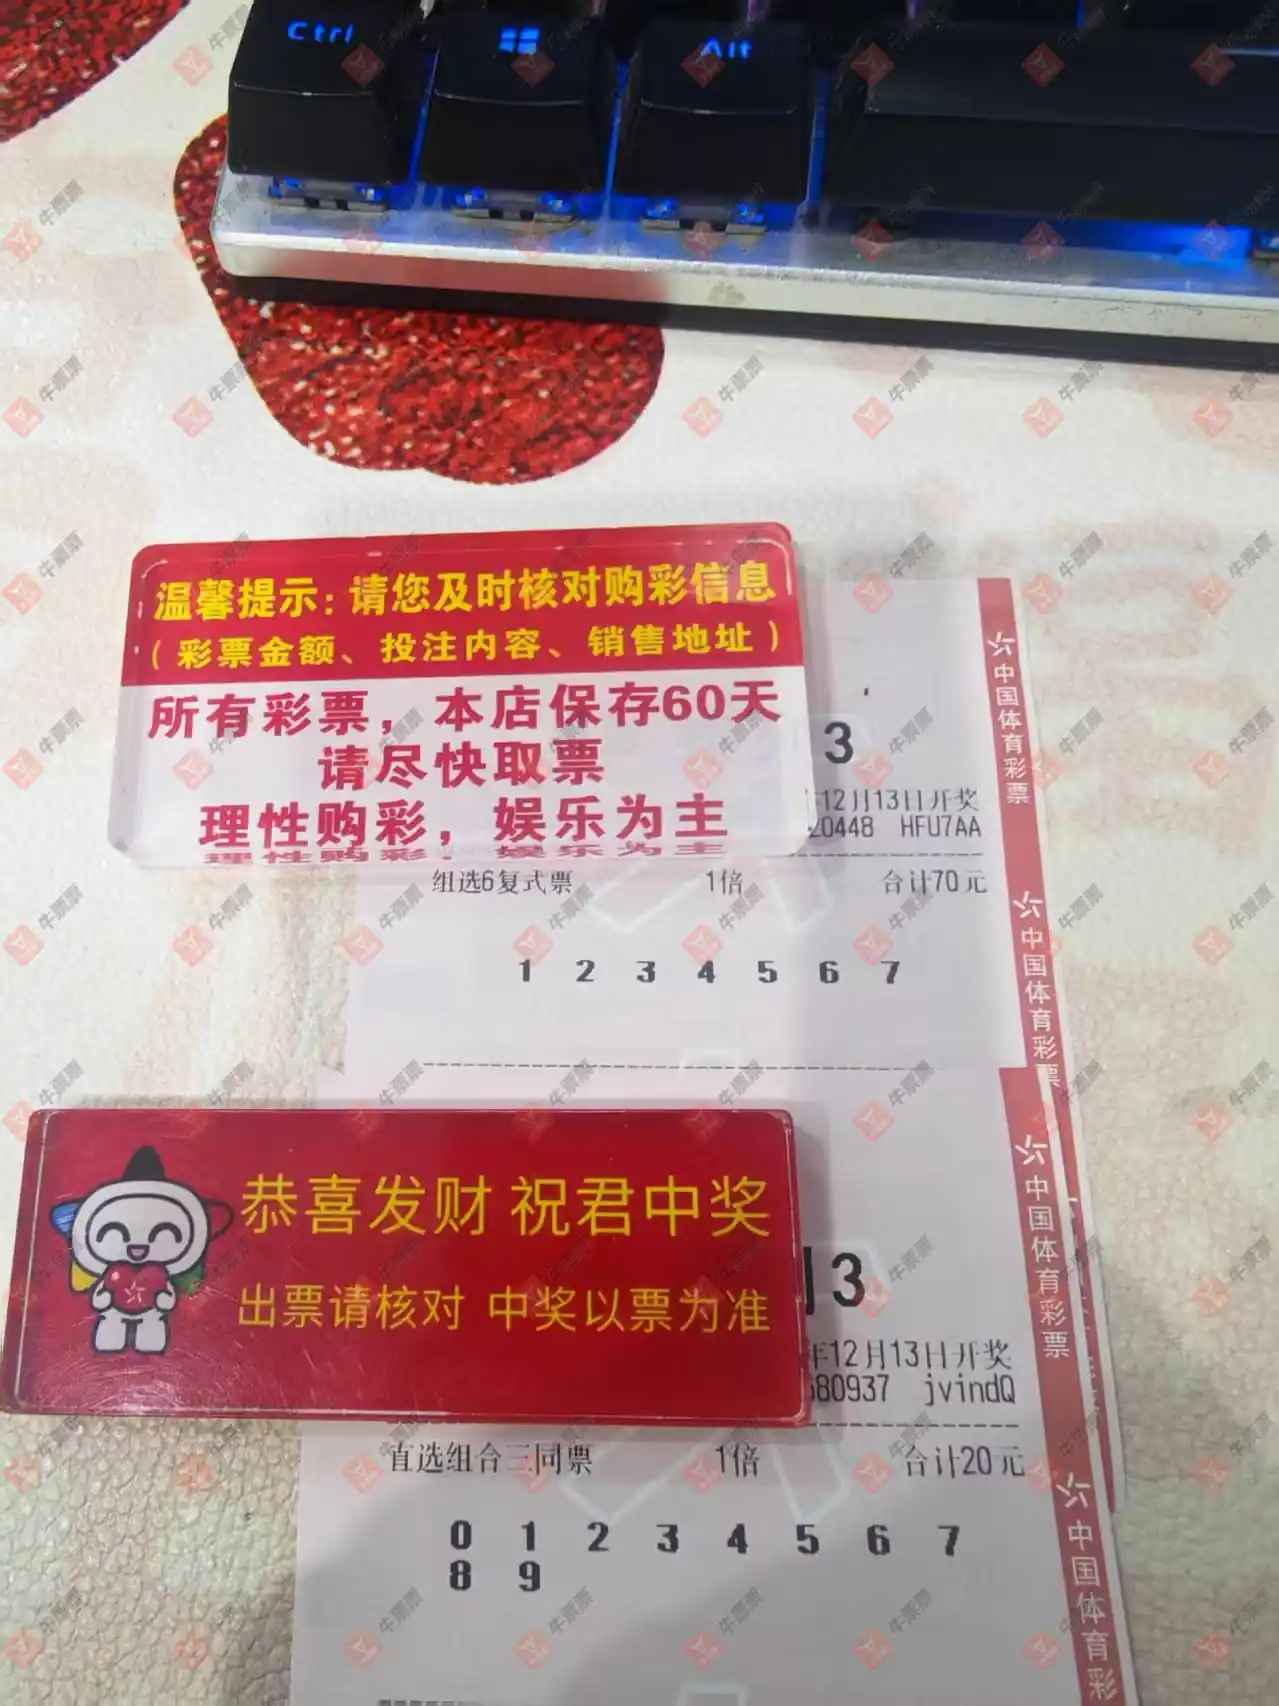 Ctrl Alt
温馨提示：请您及时核对购彩信息
（彩票金额、投注内容、销售地址）
所有彩票，本店保存60天
请尽快取票
理性购彩，娱乐为主
3
年12月13日开奖
20448 HFU7AA
组选6复式票 1倍 合计70元
1 2 3 4 5 6 7
中国体育彩票
中国体育彩票
恭喜发财 祝君中奖
出票请核对 中奖以票为准
3
年12月13日开奖
680937 jvindQ
直选组合三同票 1倍 合计20元
0 1 2 3 4 5 6 7
8 9
中国体育彩票
中国体育彩
牛票票